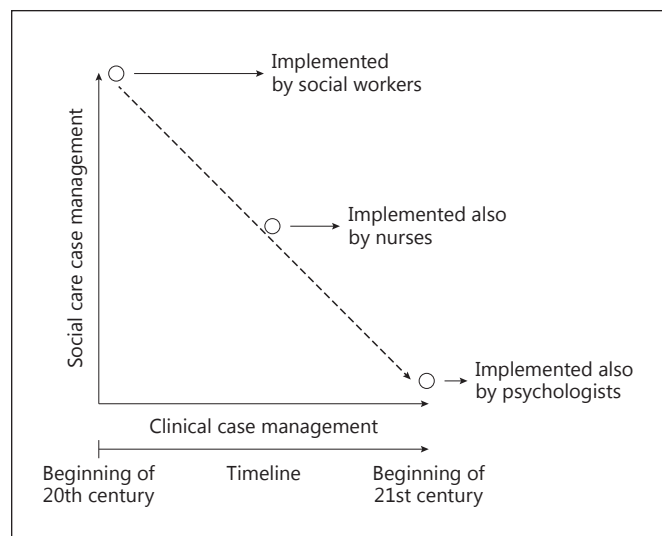 Implemented
by social workers
Social care case management
Implemented also
by nurses
Implemented also
by psychologists
Clinical case management
Beginning of
20th century
Timeline
Beginning of
21st century